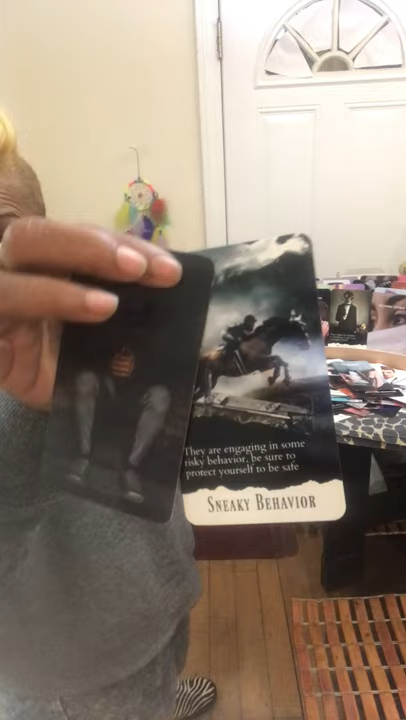 They are engaging in some
risky behavior, be sure to
protect yourself to be safe
SNEAKY BEHAVIOR